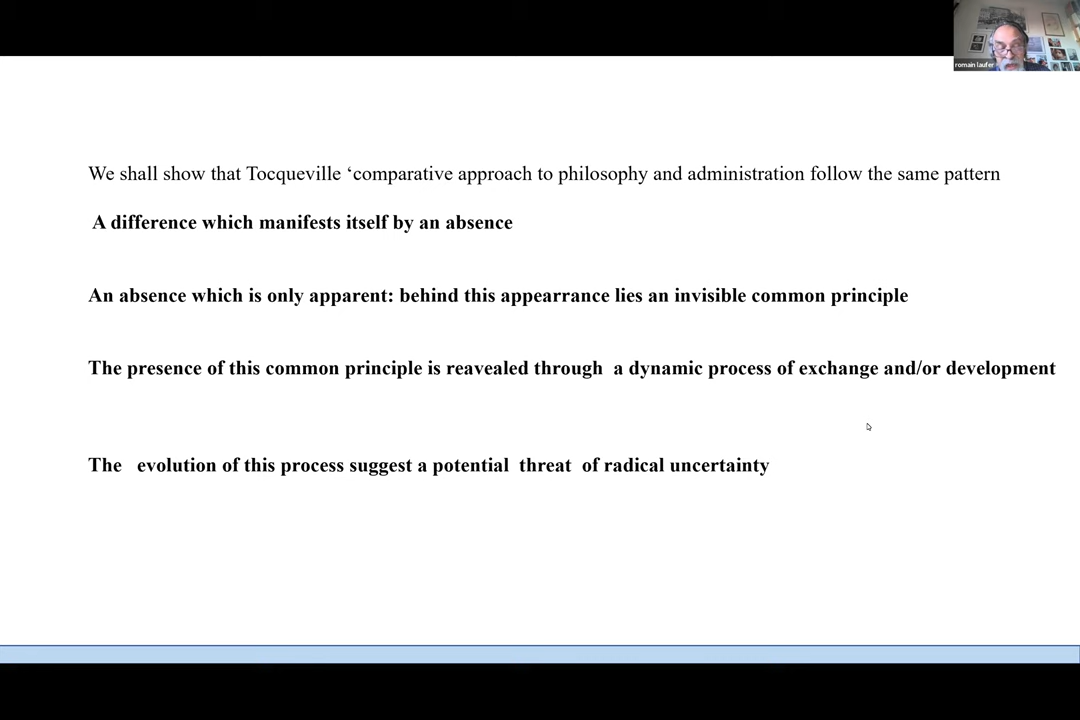 romain laufer
We shall show that Tocqueville ‘comparative approach to philosophy and administration follow the same pattern
A difference which manifests itself by an absence
An absence which is only apparent: behind this appearrance lies an invisible common principle
The presence of this common principle is reavealed through a dynamic process of exchange and/or development
The evolution of this process suggest a potential threat of radical uncertainty